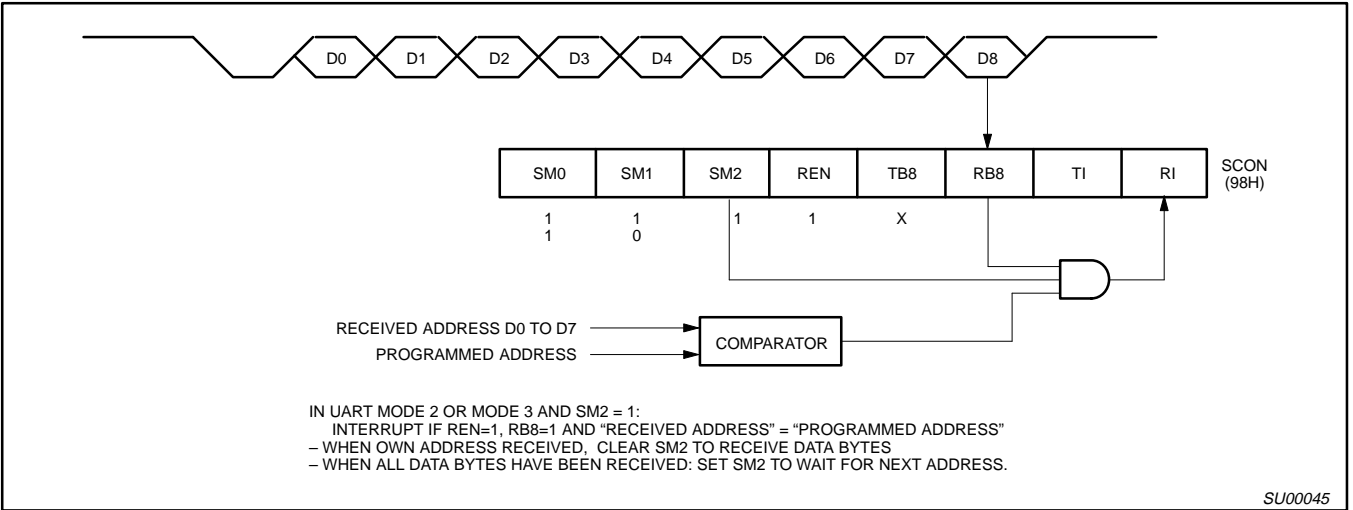 D0 D1 D2 D3 D4 D5 D6 D7 D8
SM0 SM1 SM2 REN TB8 RB8 TI RI
SCON
(98H)
1 1 1 1 X
1 0
RECEIVED ADDRESS D0 TO D7
PROGRAMMED ADDRESS
COMPARATOR
IN UART MODE 2 OR MODE 3 AND SM2 = 1:
INTERRUPT IF REN=1, RB8=1 AND “RECEIVED ADDRESS” = “PROGRAMMED ADDRESS”
– WHEN OWN ADDRESS RECEIVED, CLEAR SM2 TO RECEIVE DATA BYTES
– WHEN ALL DATA BYTES HAVE BEEN RECEIVED: SET SM2 TO WAIT FOR NEXT ADDRESS.
SU00045